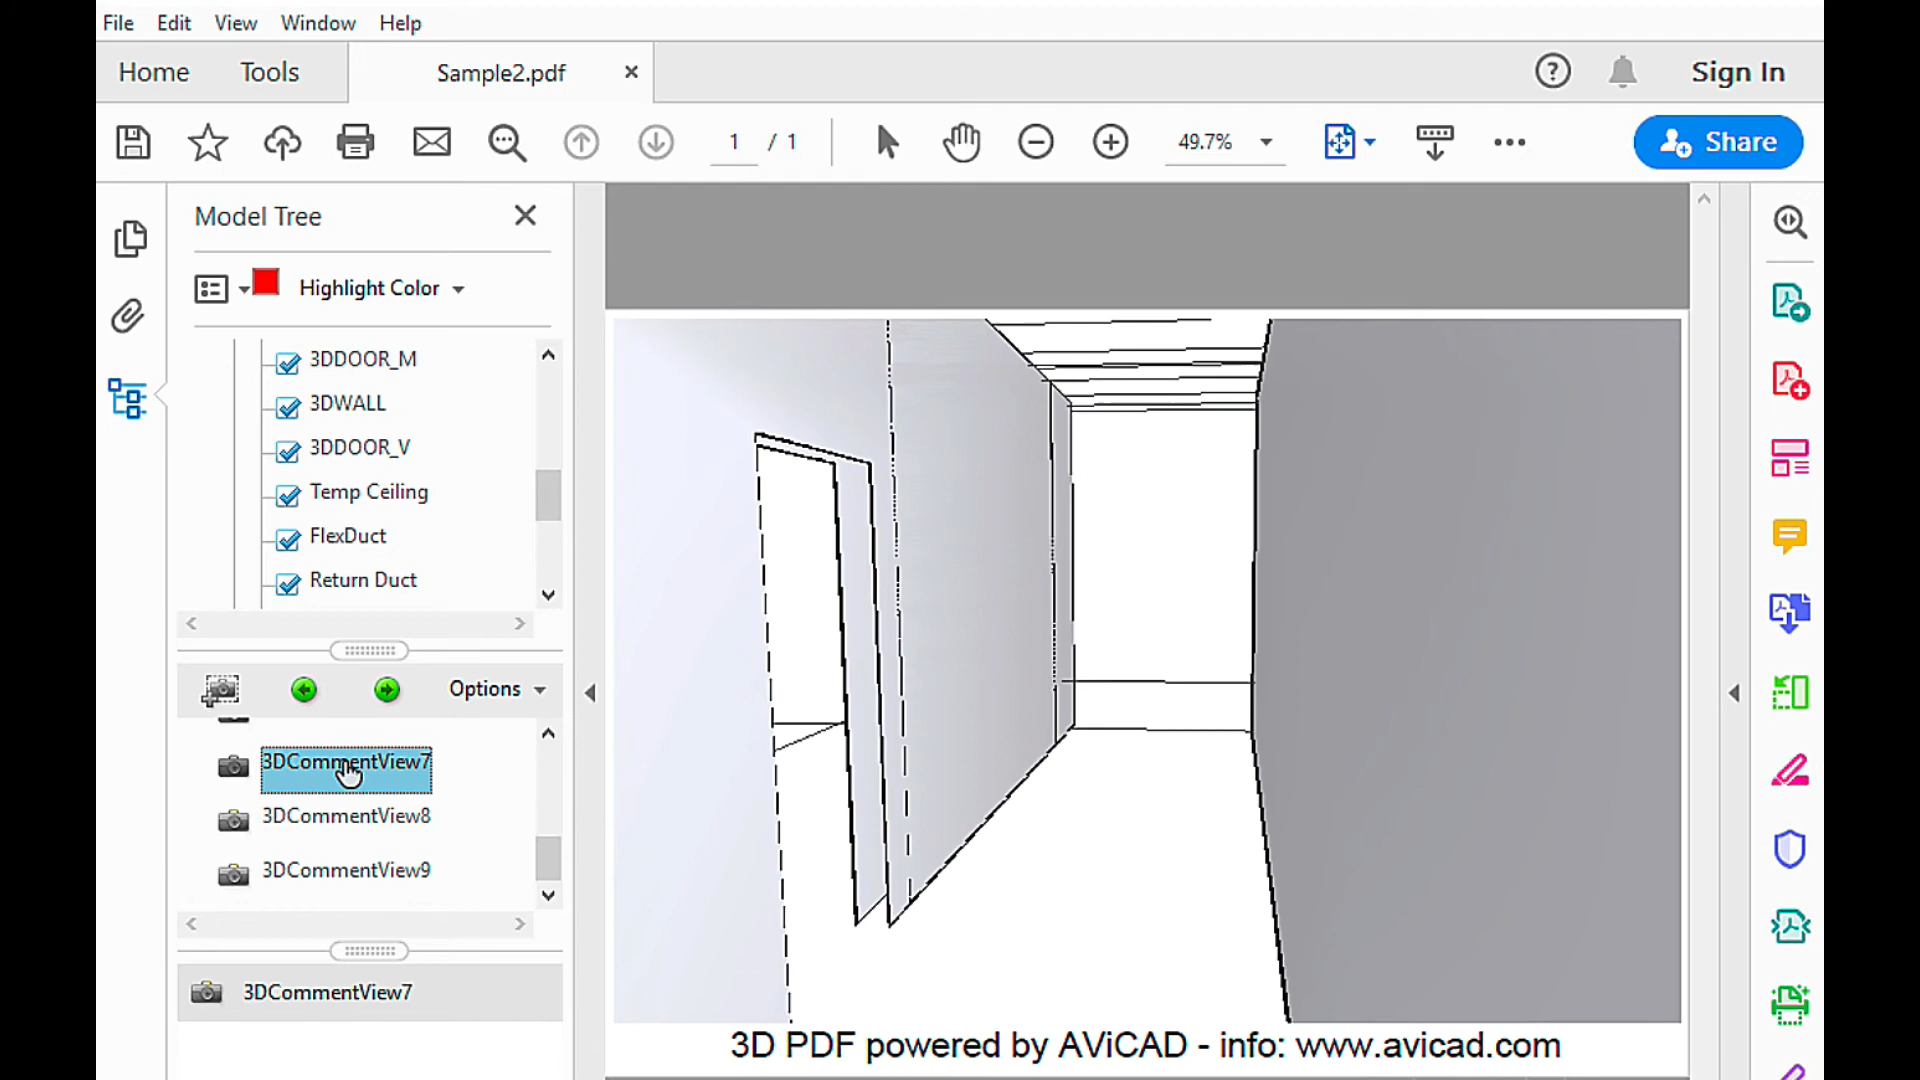 File Edit View Window Help
Home Tools Sample2.pdf Sign In
1 / 1 49.7% Share
Model Tree
Highlight Color
3DDOOR_M
3DWALL
3DDOOR_V
Temp Ceiling
FlexDuct
Return Duct
Options
3DCommentView7
3DCommentView8
3DCommentView9
3DCommentView7
3D PDF powered by AViCAD - info: www.avicad.com